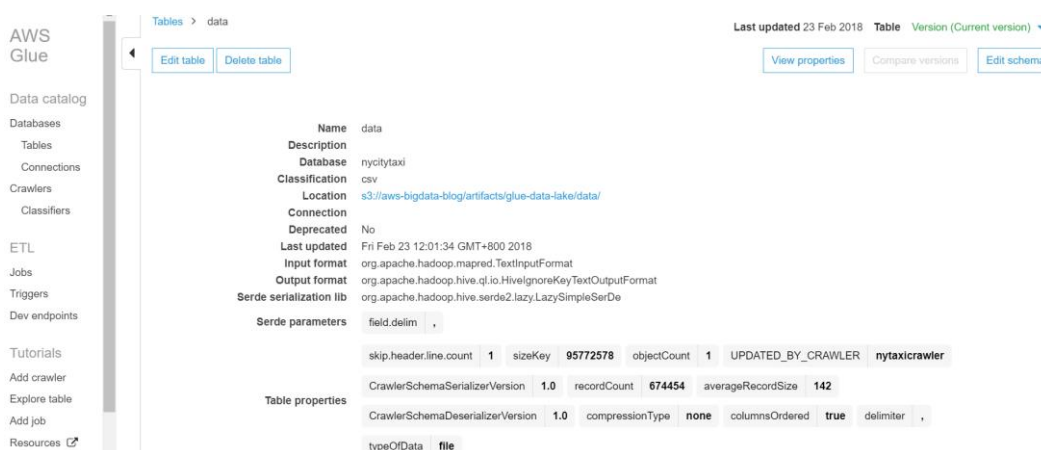 AWS
Glue
Data catalog
Databases
Tables
Connections
Crawlers
Classifiers
ETL
Jobs
Triggers
Dev endpoints
Tutorials
Add crawler
Explore table
Add job
Resources
Tables > data
Last updated 23 Feb 2018 Table Version (Current version)
Edit table Delete table
View properties Compare versions Edit schema
Name data
Description
Database nycitytaxi
Classification csv
Location s3://aws-bigdata-blog/artifacts/glue-data-lake/data/
Connection
Deprecated No
Last updated Fri Feb 23 12:01:34 GMT+800 2018
Input format org.apache.hadoop.mapred.TextInputFormat
Output format org.apache.hadoop.hive.ql.io.HiveIgnoreKeyTextOutputFormat
Serde serialization lib org.apache.hadoop.hive.serde2.lazy.LazySimpleSerDe
Serde parameters field.delim ,
Table properties
skip.header.line.count 1 sizeKey 95772578 objectCount 1 UPDATED_BY_CRAWLER nytaxicrawler
CrawlerSchemaSerializerVersion 1.0 recordCount 674454 averageRecordSize 142
CrawlerSchemaDeserializerVersion 1.0 compressionType none columnsOrdered true delimiter ,
typeOfData file